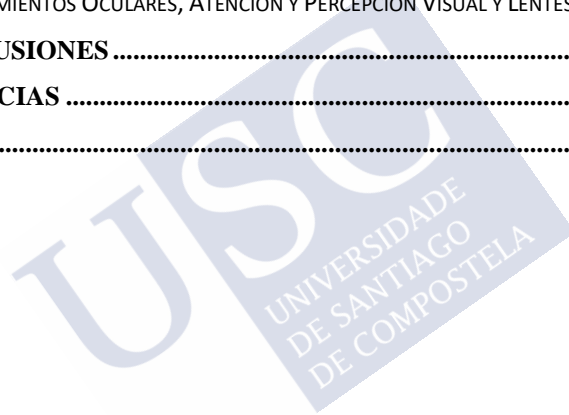 MIENTOS OCULARES, ATENCIÓN Y PERCEPCIÓN VISUAL Y LENTES
USIONES ........................................................................................
CIAS ................................................................................................
..........................................................................................................
USC
UNIVERSIDADE
DE SANTIAGO
DE COMPOSTELA